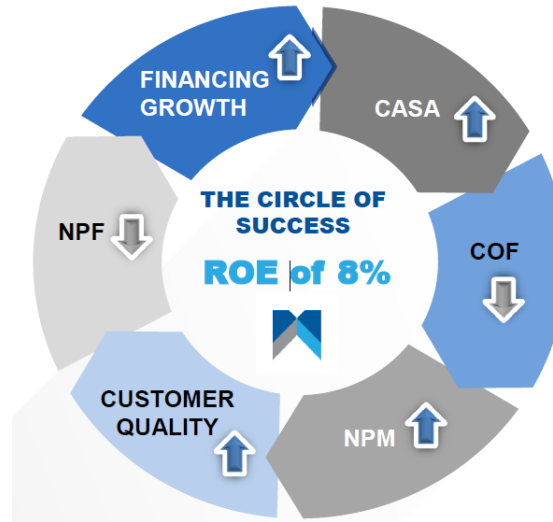 FINANCING
GROWTH
CASA
THE CIRCLE OF
SUCCESS
ROE of 8%
NPF
COF
CUSTOMER
QUALITY
NPM